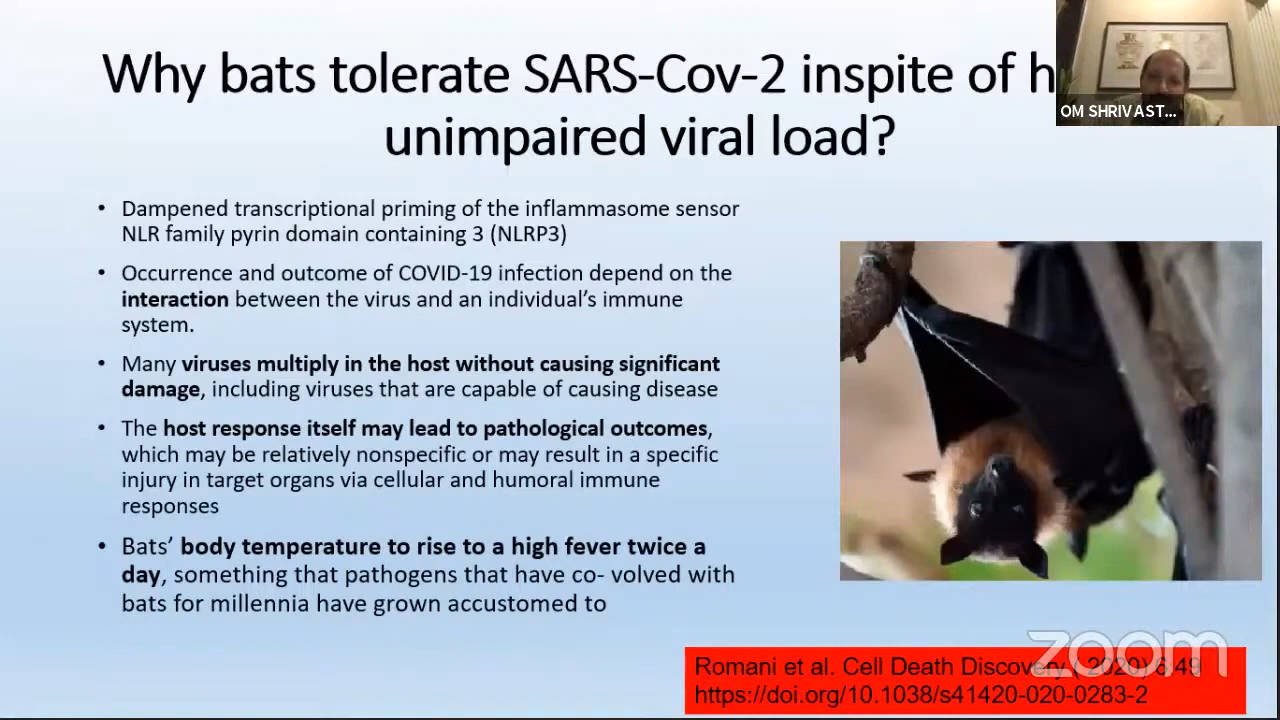 Why bats tolerate SARS-Cov-2 inspite of h
unimpaired viral load?
OM SHRIVAST...
• Dampened transcriptional priming of the inflammasome sensor
NLR family pyrin domain containing 3 (NLRP3)
• Occurrence and outcome of COVID-19 infection depend on the
interaction between the virus and an individual's immune
system.
• Many viruses multiply in the host without causing significant
damage, including viruses that are capable of causing disease
• The host response itself may lead to pathological outcomes,
which may be relatively nonspecific or may result in a specific
injury in target organs via cellular and humoral immune
responses
• Bats' body temperature to rise to a high fever twice a
day, something that pathogens that have co- volved with
bats for millennia have grown accustomed to
zoom
Romani et al. Cell Death Discovery ( 2020) 6:49
https://doi.org/10.1038/s41420-020-0283-2